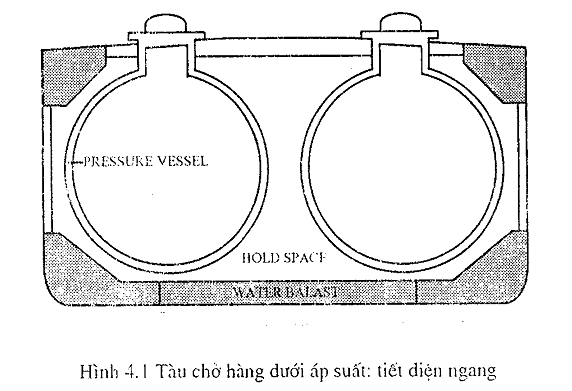 PRESSURE VESSEL
HOLD SPACE
WATER BALAST
Hình 4.1 Tàu chở hàng dưới áp suất: tiết diện ngang